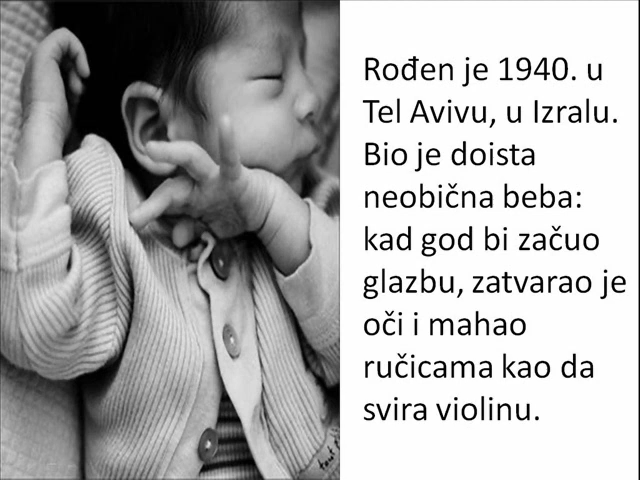 Rođen je 1940. u
Tel Avivu, u Izralu.
Bio je doista
neobična beba:
kad god bi začuo
glazbu, zatvarao je
oči i mahao
ručicama kao da
svira violinu.